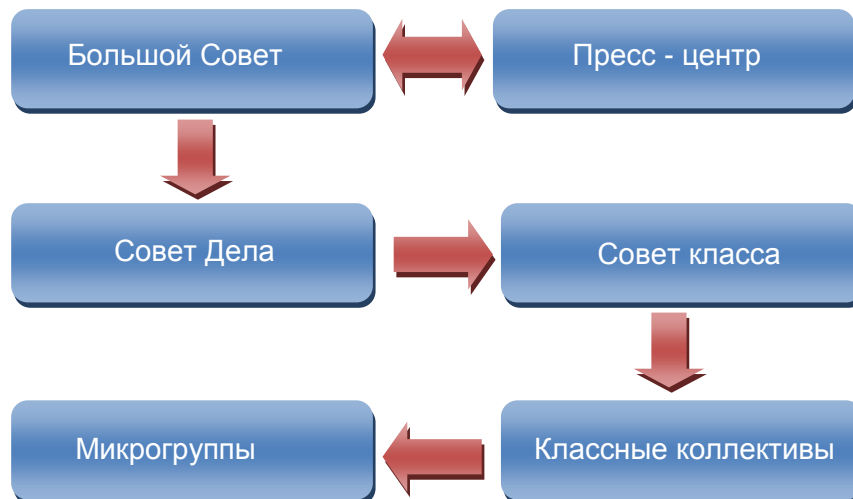 Большой Совет
Пресс - центр
Совет Дела
Совет класса
Микрогруппы
Классные коллективы